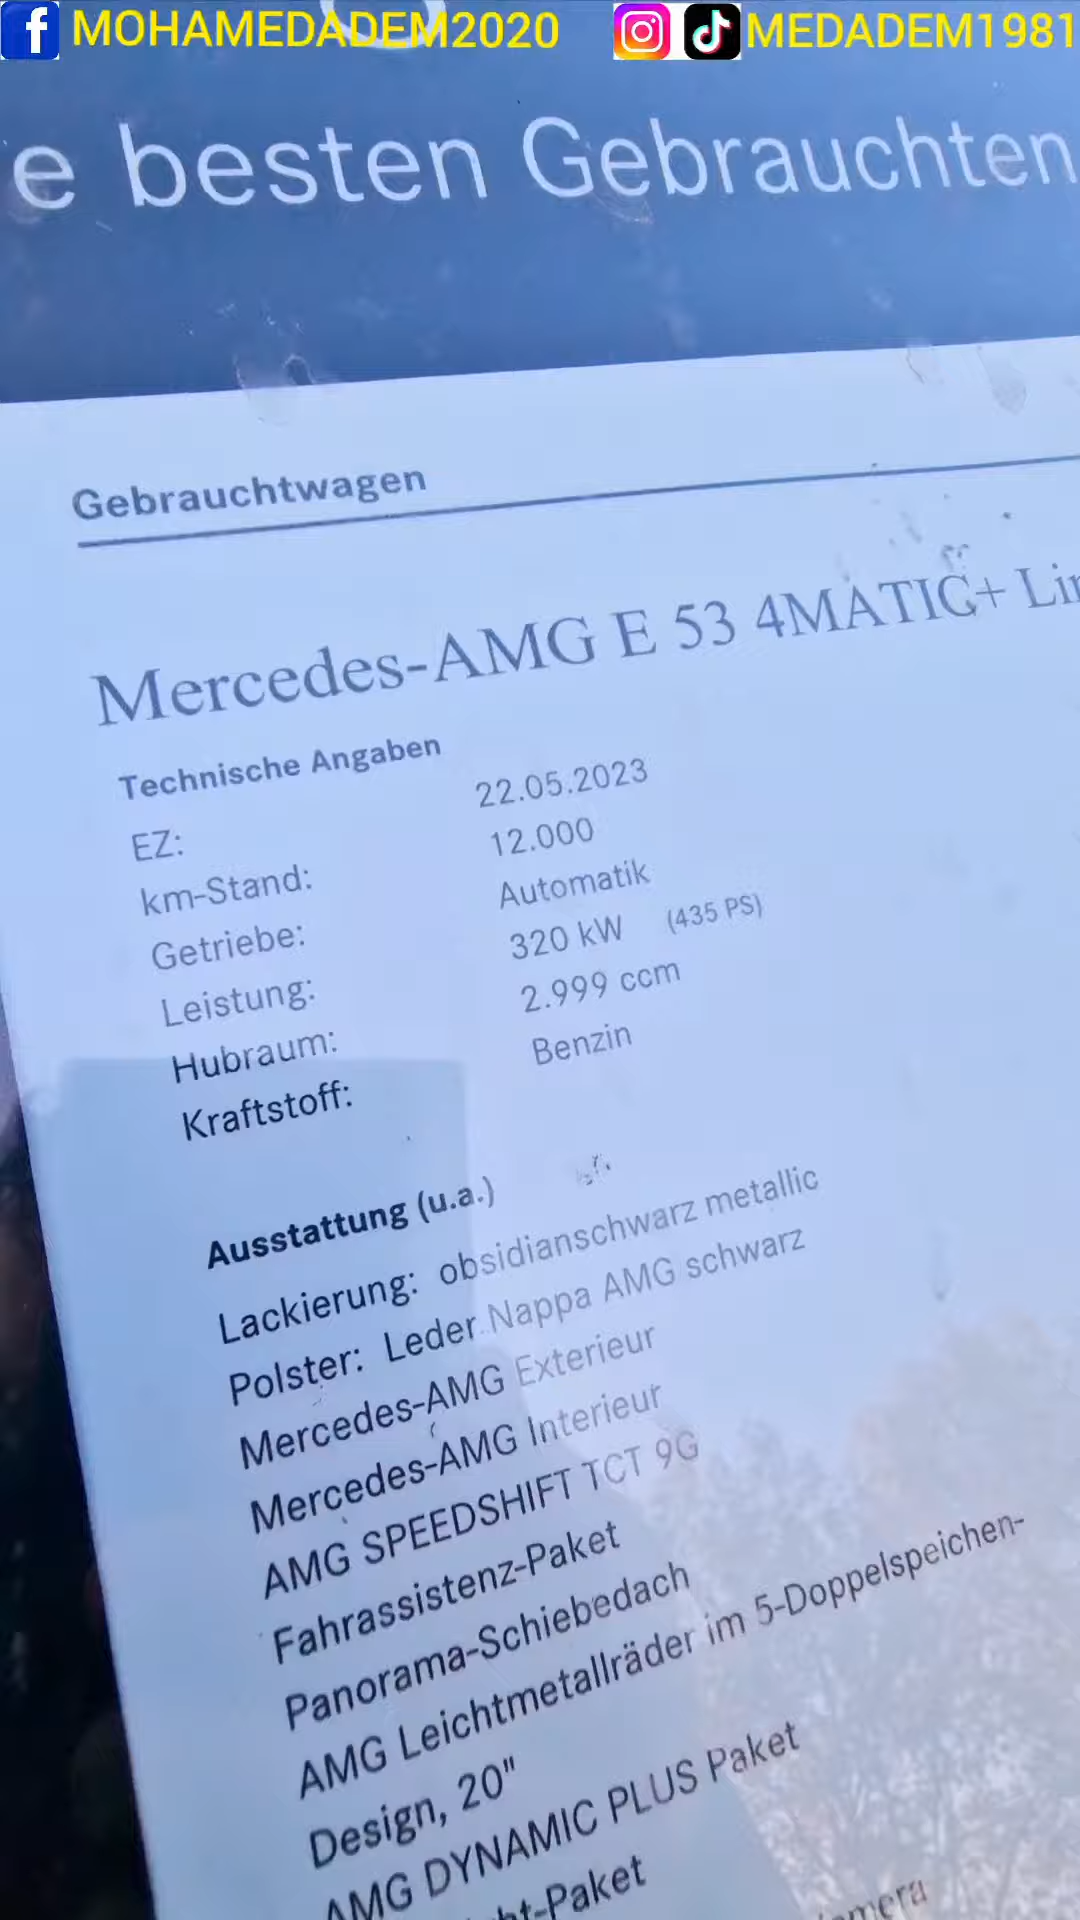 MOHAMEDADEM2020 MEDADEM1981
e besten Gebrauchten
Gebrauchtwagen
Mercedes-AMG E 53 4MATIC+
Technische Angaben
EZ: 22.05.2023
km-Stand: 12.000
Getriebe: Automatik
Leistung: 320 kW (435 PS)
Hubraum: 2.999 ccm
Kraftstoff: Benzin
Ausstattung (u.a.)
Lackierung: obsidianschwarz metallic
Polster: Leder Nappa AMG schwarz
Mercedes-AMG Exterieur
Mercedes-AMG Interieur
AMG SPEEDSHIFT TCT 9G
Fahrassistenz-Paket
Panorama-Schiebedach
AMG Leichtmetallräder im 5-Doppelspeichen-
Design, 20"
AMG DYNAMIC PLUS Paket
ht-Paket